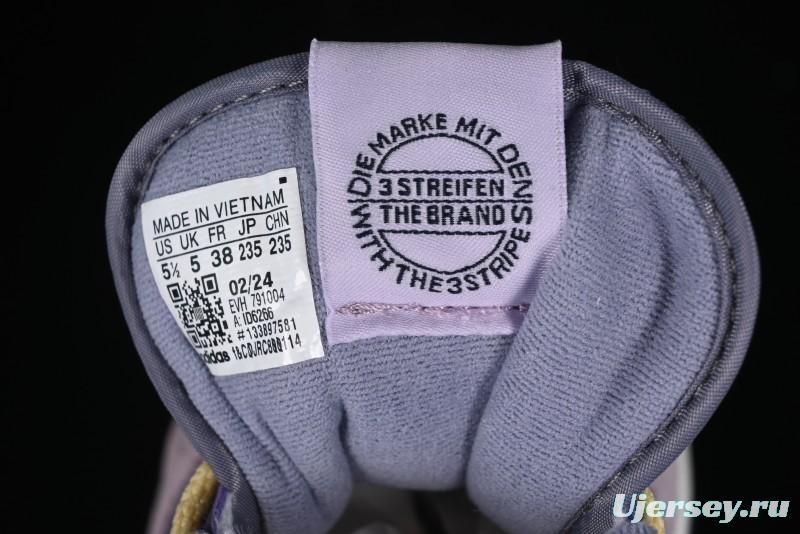 MADE IN VIETNAM
US UK FR JP CHN
5½ 5 38 235 235
02/24
EVH 791004
A: ID6266
# 133897581
adidas
DIE MARKE MIT DEN
3 STREIFEN
THE BRAND
WITH THE 3 STRIPES
Ujersey.ru